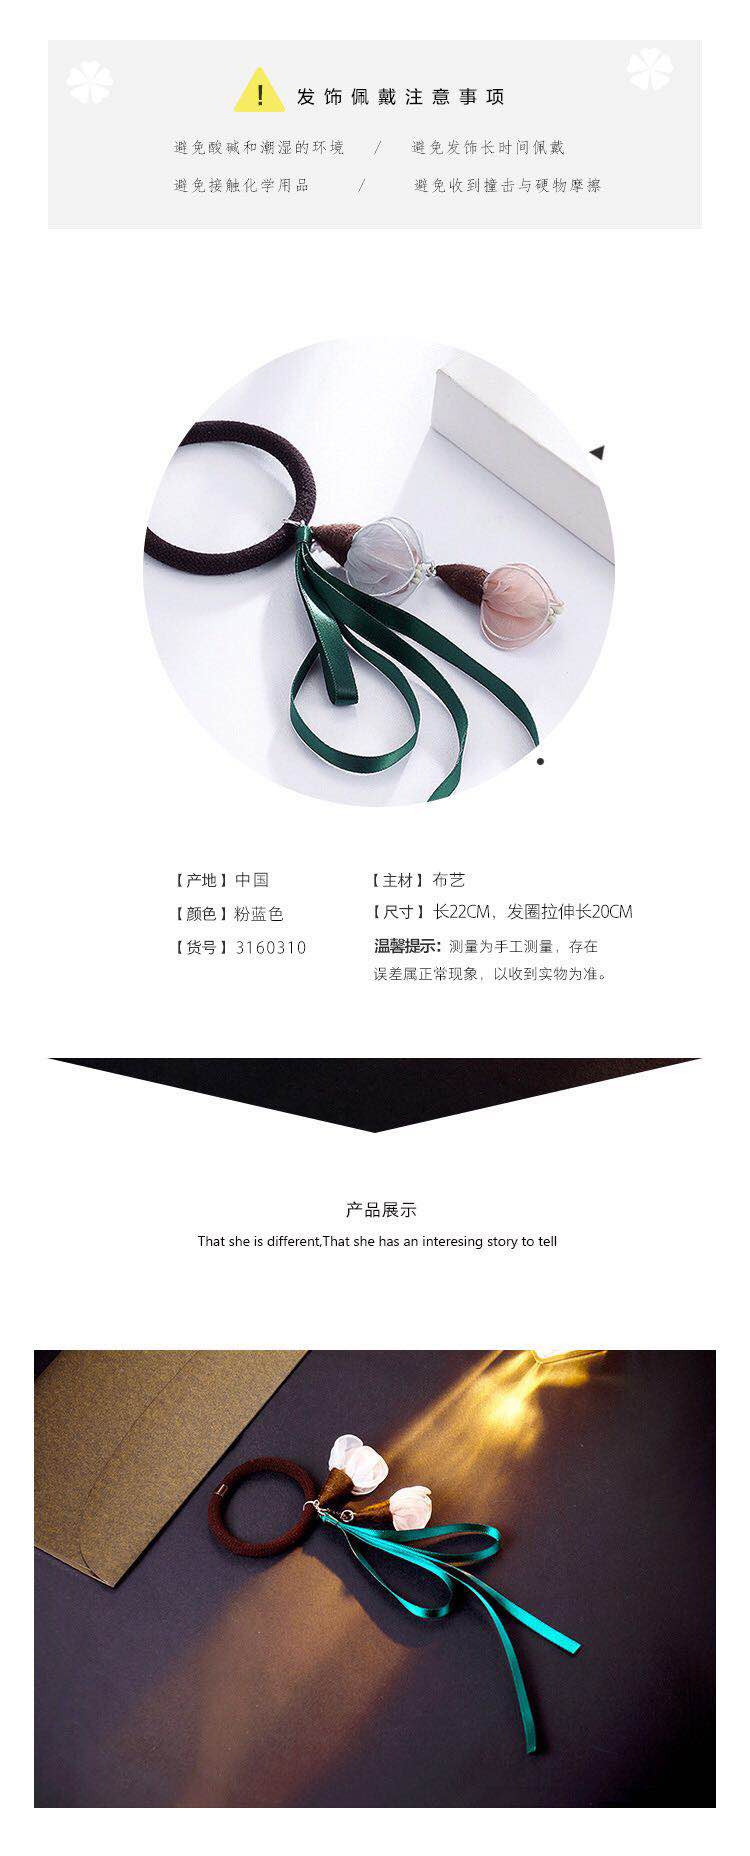 发饰佩戴注意事项
避免酸碱和潮湿的环境 / 避免发饰长时间佩戴
避免接触化学用品 / 避免收到撞击与硬物摩擦
【产地】中国
【颜色】粉蓝色
【货号】3160310
【主材】布艺
【尺寸】长22CM，发圈拉伸长20CM
温馨提示：测量为手工测量，存在
误差属正常现象，以收到实物为准。
产品展示
That she is different,That she has an interesing story to tell